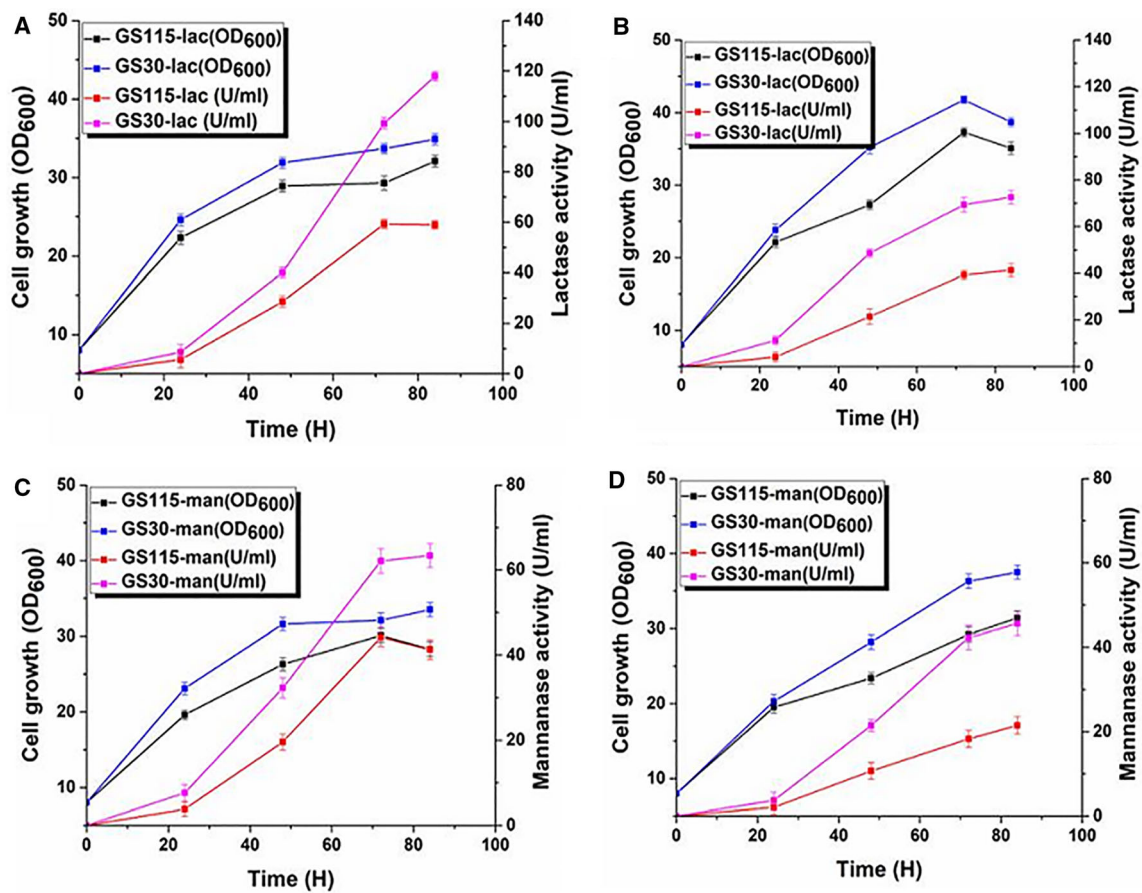 A
GS115-lac(OD600)
GS30-lac(OD600)
GS115-lac (U/ml)
GS30-lac (U/ml)
50
40
30
20
10
Cell growth (OD600)
140
120
100
80
60
40
20
0
Lactase activity (U/ml)
0 20 40 60 80 100
Time (H)
B
GS115-lac(OD600)
GS30-lac(OD600)
GS115-lac(U/ml)
GS30-lac(U/ml)
50
40
30
20
10
Cell growth (OD600)
140
120
100
80
60
40
20
0
Lactase activity (U/ml)
0 20 40 60 80 100
Time (H)
C
GS115-man(OD600)
GS30-man(OD600)
GS115-man(U/ml)
GS30-man(U/ml)
50
40
30
20
10
Cell growth (OD600)
80
60
40
20
0
Mannanase activity (U/ml)
0 20 40 60 80 100
Time (H)
D
GS115-man(OD600)
GS30-man(OD600)
GS115-man(U/ml)
GS30-man(U/ml)
50
40
30
20
10
Cell growth (OD600)
80
60
40
20
0
Mannanase activity (U/ml)
0 20 40 60 80 100
Time (H)